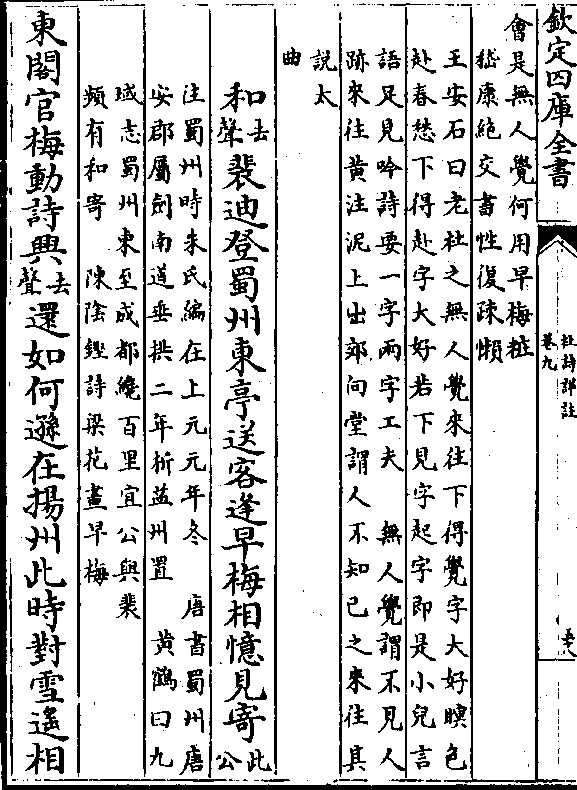 欽定四庫全書
杜詩詳註
卷九
會是無人覺何用早梅粧
嵇康絶交書性復疎懶
王安石曰老杜之無人覺來往下得覺字大好瞑色
赴春愁下得赴字大好若下見字起字即是小兒言
語足見吟詩要一字兩字工夫 無人覺謂不見人
跡來往黄注泥上出郊向堂謂人不知已之來往其
說太
曲
和去聲裴迪登蜀州東亭送客逢早梅相憶見寄此公
注蜀州時朱氏編在上元元年冬 唐書蜀州唐
安郡屬劍南道垂拱二年析益州置 黄鶴曰九
域志蜀州東至成都纔百里宜公與裴
頻有和寄 陳陰鏗詩梁花畫早梅
東閣官梅動詩興去聲還如何遜在揚州此時對雪遙相